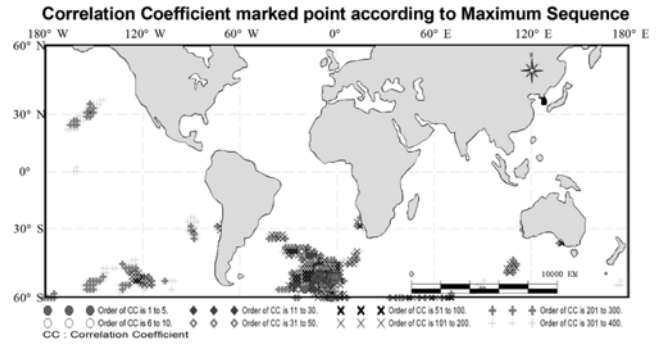 Correlation Coefficient marked point according to Maximum Sequence
180° W 120° W 60° W 0° 60° E 120° E 180° E
60° N
30° N
0°
30° S
60° S
0 10000 KM
Order of CC is 1 to 5. Order of CC is 11 to 30. Order of CC is 51 to 100. Order of CC is 201 to 300.
Order of CC is 6 to 10. Order of CC is 31 to 50. Order of CC is 101 to 200. Order of CC is 301 to 400.
CC : Correlation Coefficient